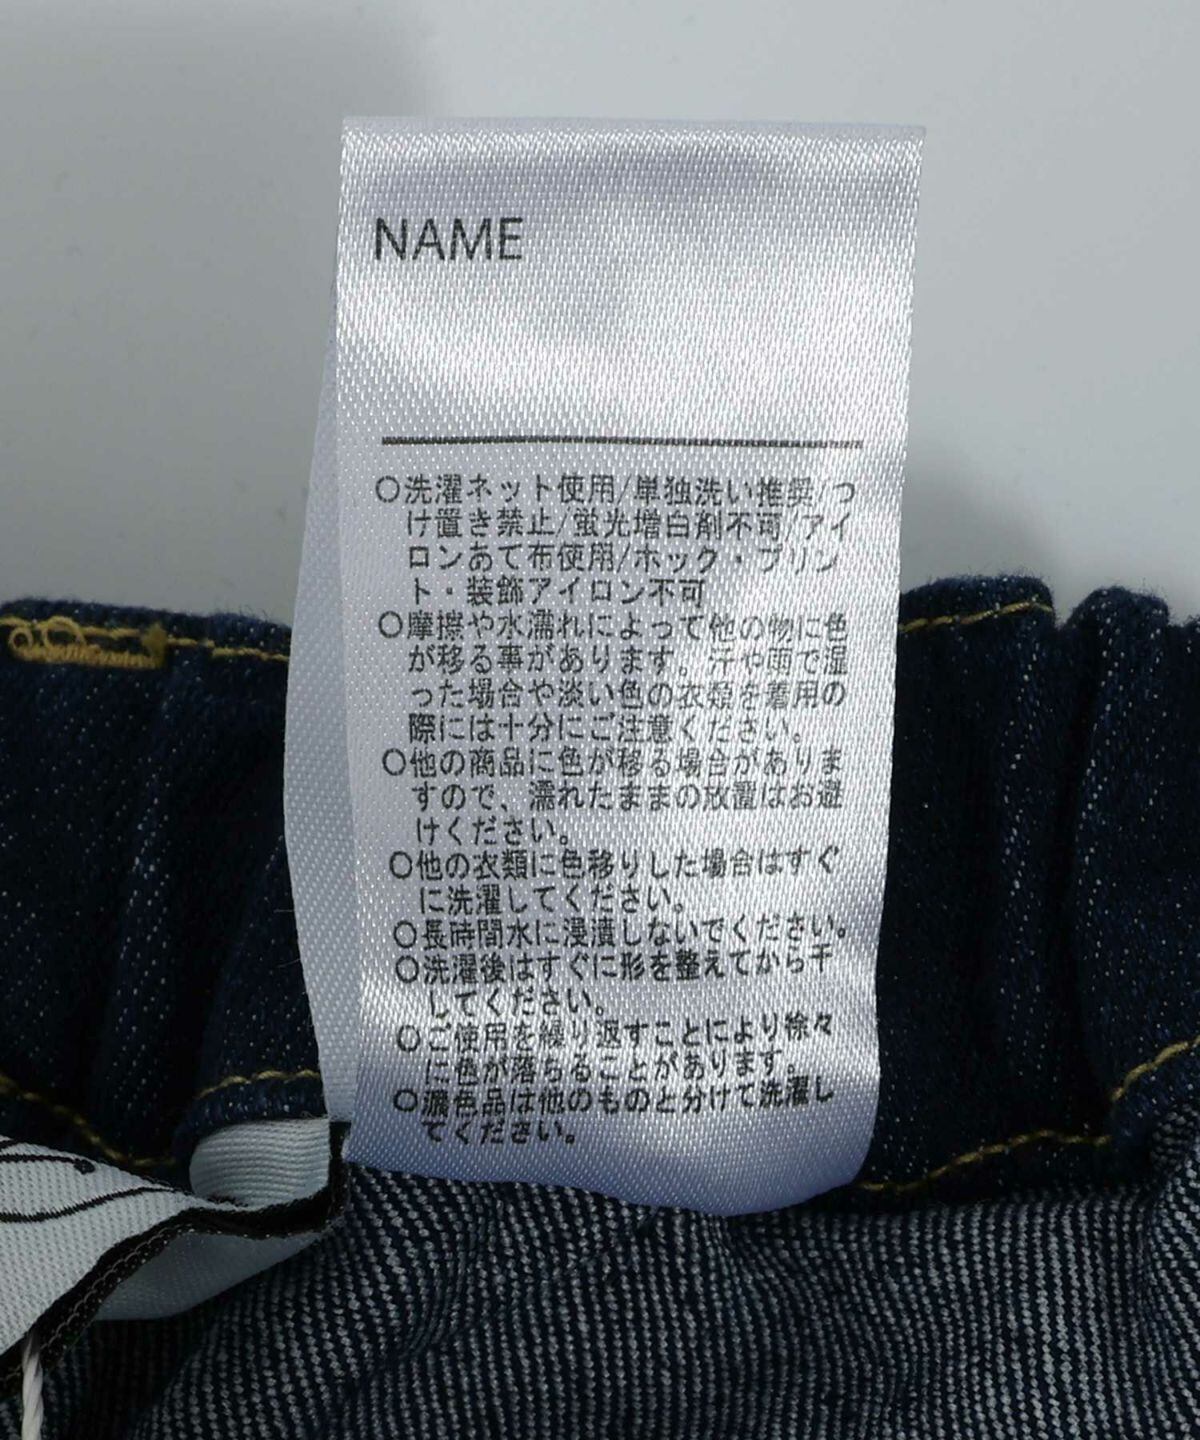 NAME
○洗濯ネット使用/単独洗い推奨/つ
け置き禁止/蛍光増白剤不可/アイ
ロンあて布使用/ホック・プリン
ト・装飾アイロン不可
○摩擦や水濡れによって他の物に色
が移る事があります。汗や雨で湿
った場合や淡い色の衣類を着用の
際には十分にご注意ください。
○他の商品に色が移る場合がありま
すので、濡れたままの放置はお避
けください。
○他の衣類に色移りした場合はすぐ
に洗濯してください。
○長時間水に浸漬しないでください。
○洗濯後はすぐに形を整えてから干
してください。
○ご使用を繰り返すことにより徐々
に色が落ちることがあります。
○濃色品は他のものと分けて洗濯し
てください。